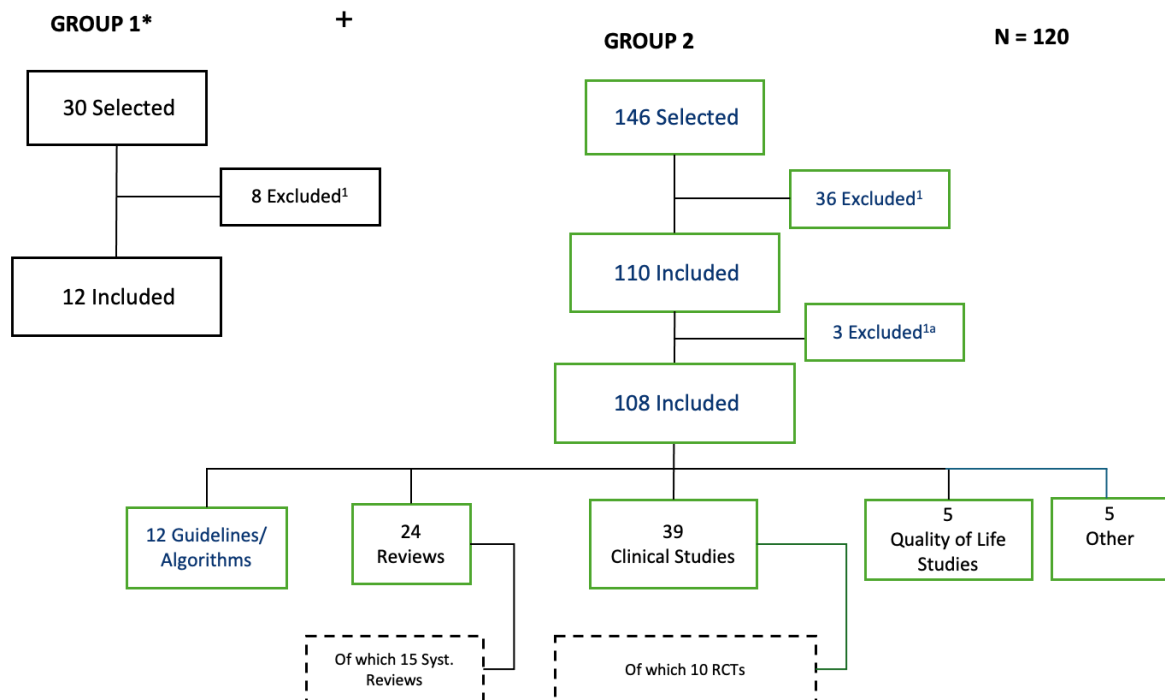 GROUP 1*
+
GROUP 2
N = 120
30 Selected
146 Selected
8 Excluded¹
36 Excluded¹
12 Included
110 Included
3 Excluded¹ᵃ
108 Included
12 Guidelines/
Algorithms
24
Reviews
39
Clinical Studies
5
Quality of Life
Studies
5
Other
Of which 15 Syst.
Reviews
Of which 10 RCTs